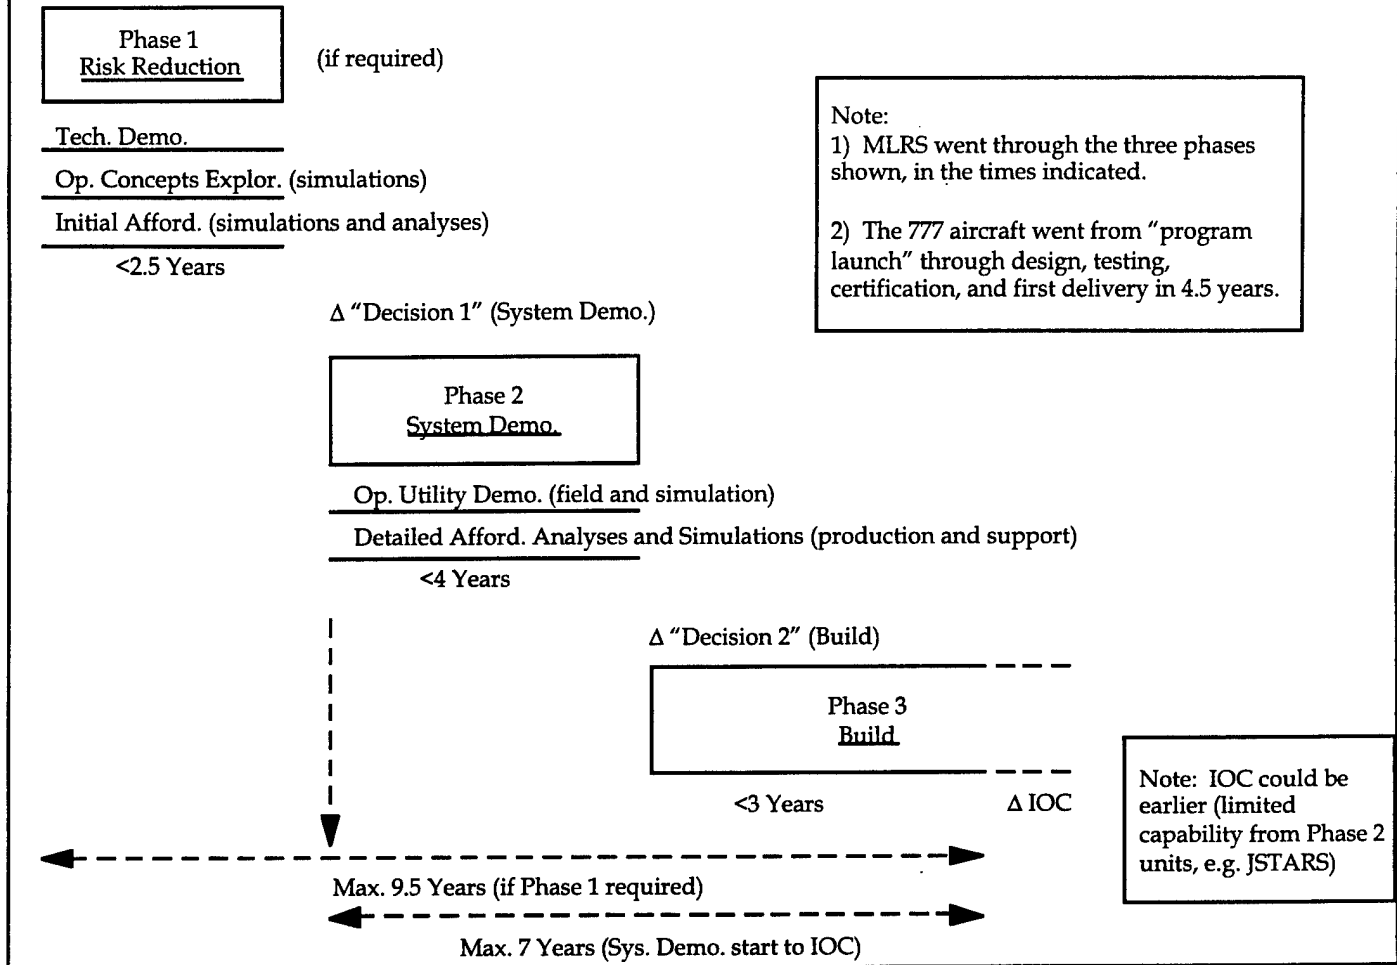 Phase 1
Risk Reduction
(if required)
Tech. Demo.
Op. Concepts Explor. (simulations)
Initial Afford. (simulations and analyses)
<2.5 Years
Note:
1) MLRS went through the three phases
shown, in the times indicated.
2) The 777 aircraft went from “program
launch” through design, testing,
certification, and first delivery in 4.5 years.
Δ “Decision 1” (System Demo.)
Phase 2
System Demo.
Op. Utility Demo. (field and simulation)
Detailed Afford. Analyses and Simulations (production and support)
<4 Years
Δ “Decision 2” (Build)
Phase 3
Build
<3 Years
Δ IOC
Note: IOC could be
earlier (limited
capability from Phase 2
units, e.g. JSTARS)
Max. 9.5 Years (if Phase 1 required)
Max. 7 Years (Sys. Demo. start to IOC)